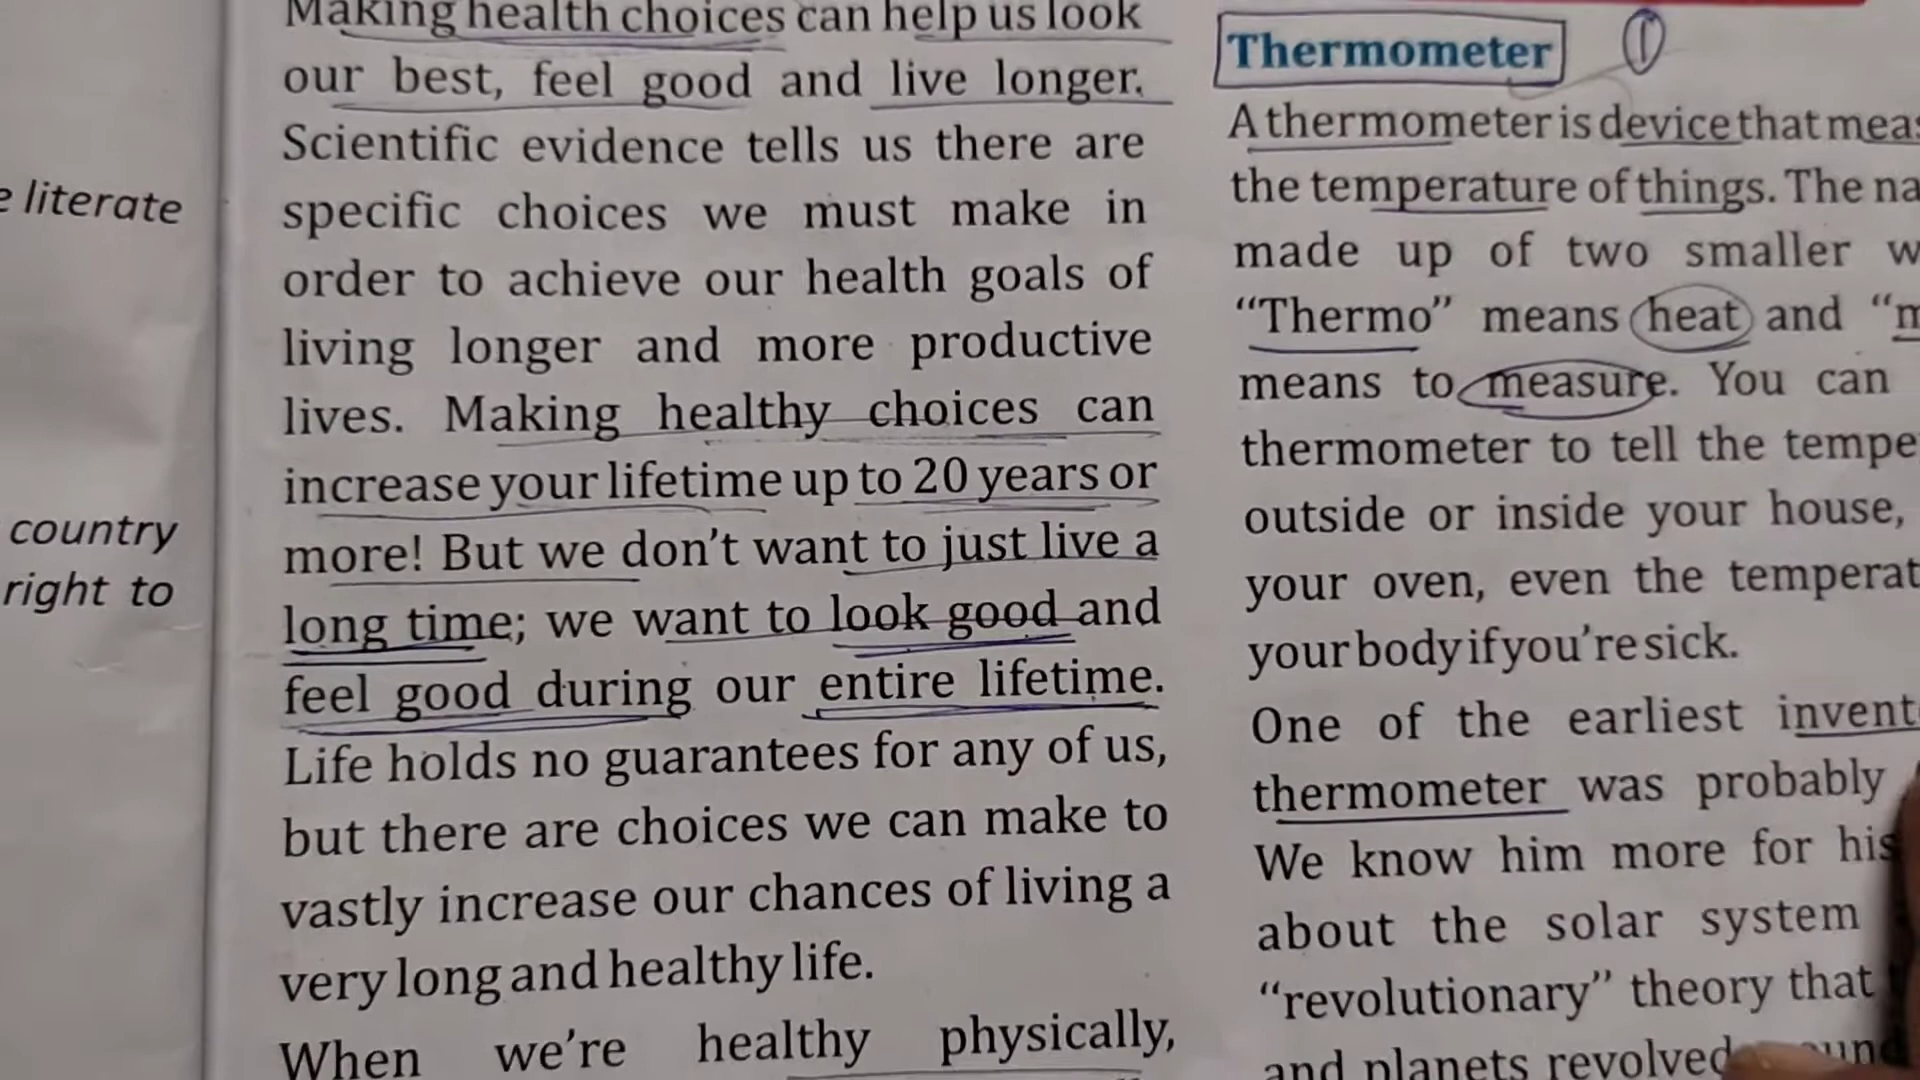 literate
country
right to
Making health choices can help us look
our best, feel good and live longer.
Scientific evidence tells us there are
specific choices we must make in
order to achieve our health goals of
living longer and more productive
lives. Making healthy choices can
increase your lifetime up to 20 years or
more! But we don't want to just live a
long time; we want to look good and
feel good during our entire lifetime.
Life holds no guarantees for any of us,
but there are choices we can make to
vastly increase our chances of living a
very long and healthy life.
When we're healthy physically,
Thermometer
A thermometer is device that
the temperature of things. The
made up of two smaller
"Thermo" means heat and
means to measure. You can
thermometer to tell the
outside or inside your house,
your oven, even the
your body if you're sick.
One of the earliest
thermometer was probably
We know him more for his
about the solar system
"revolutionary" theory that
and planets revolved